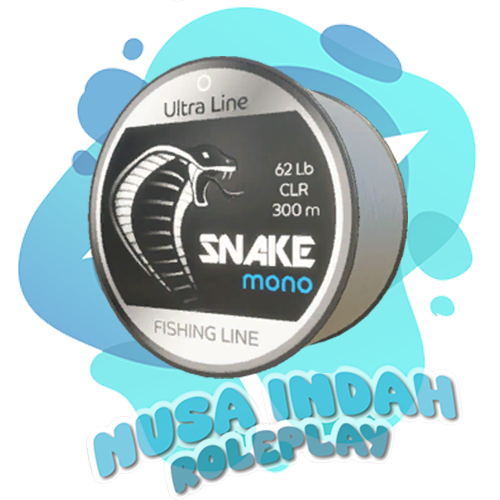 Ultra Line
62 Lb
CLR
300 m
SNAKE
mono
FISHING LINE
NUSA INDAH
ROLEPLAY